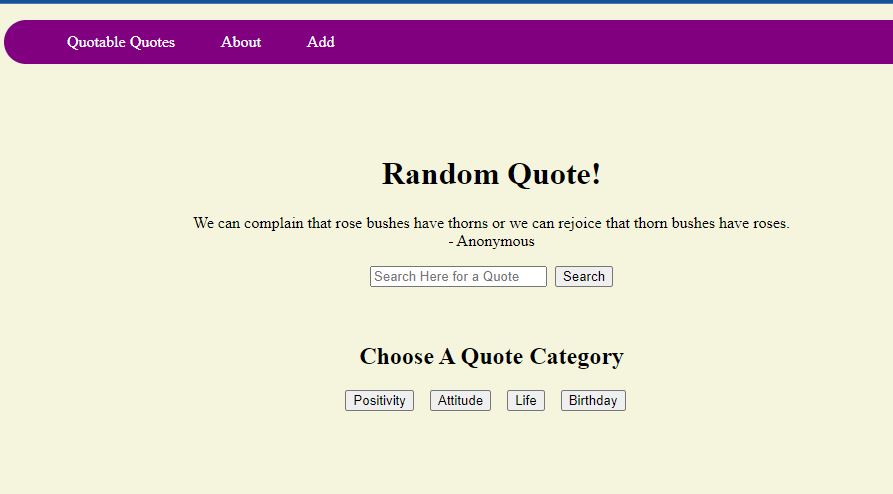 Quotable Quotes About Add
Random Quote!
We can complain that rose bushes have thorns or we can rejoice that thorn bushes have roses.
- Anonymous
Search Here for a Quote Search
Choose A Quote Category
Positivity Attitude Life Birthday